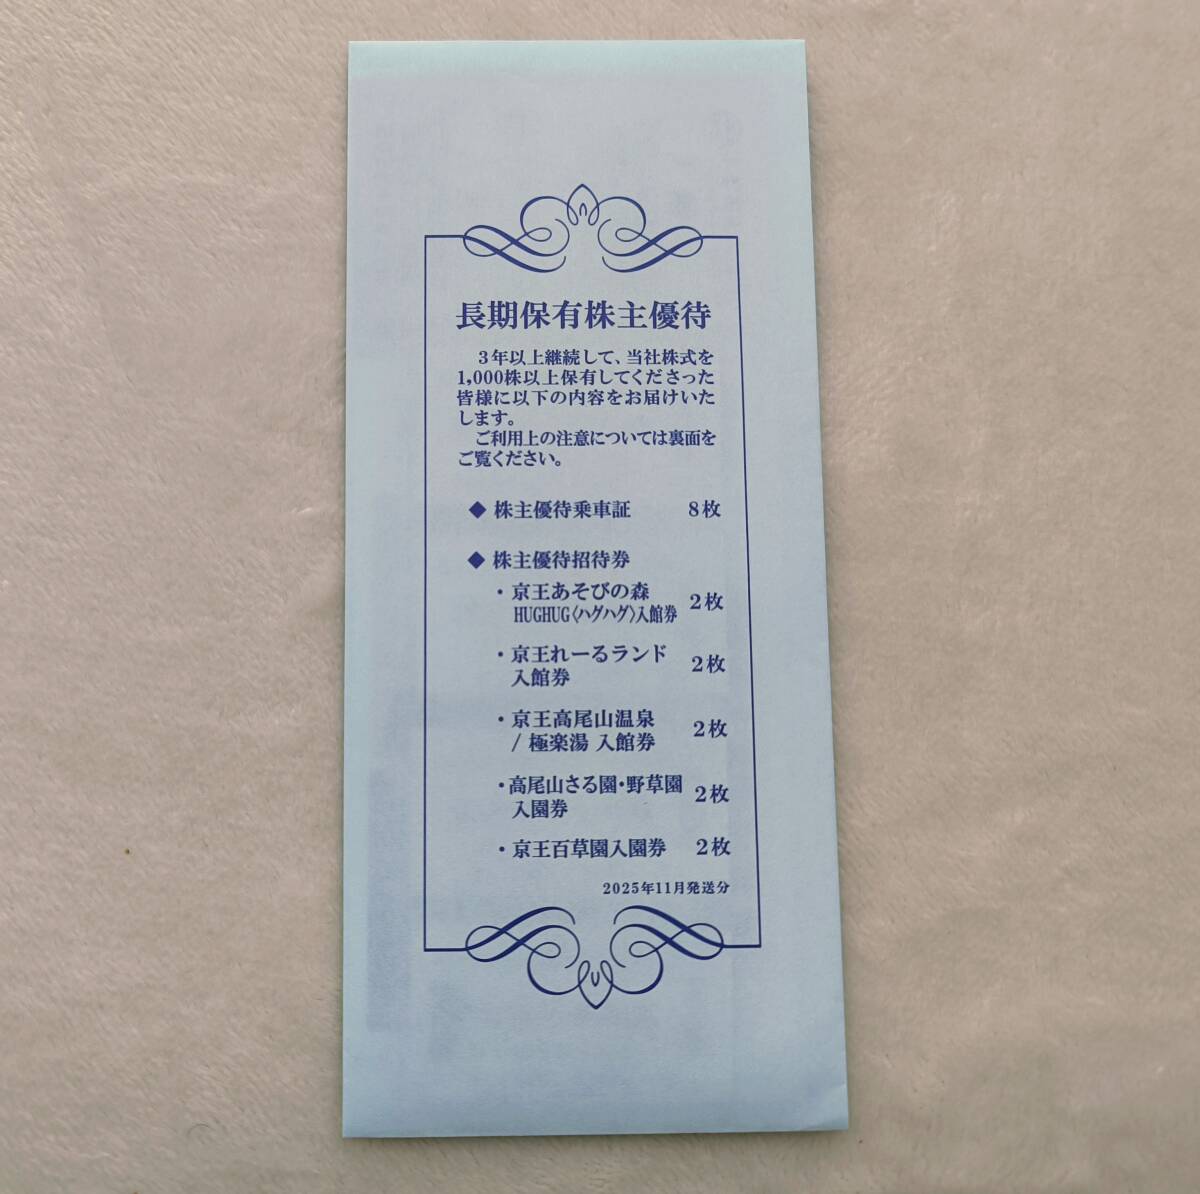 長期保有株主優待
3年以上継続して、当社株式を
1,000株以上保有してくださった
皆様に以下の内容をお届けいた
します。
ご利用上の注意については裏面を
ご覧ください。
◆ 株主優待乗車証 8枚
◆ 株主優待招待券
・京王あそびの森
HUGHUG〈ハグハグ〉入館券 2枚
・京王れーるランド
入館券 2枚
・京王高尾山温泉
/ 極楽湯 入館券 2枚
・高尾山さる園・野草園
入園券 2枚
・京王百草園入園券 2枚
2025年11月発送分